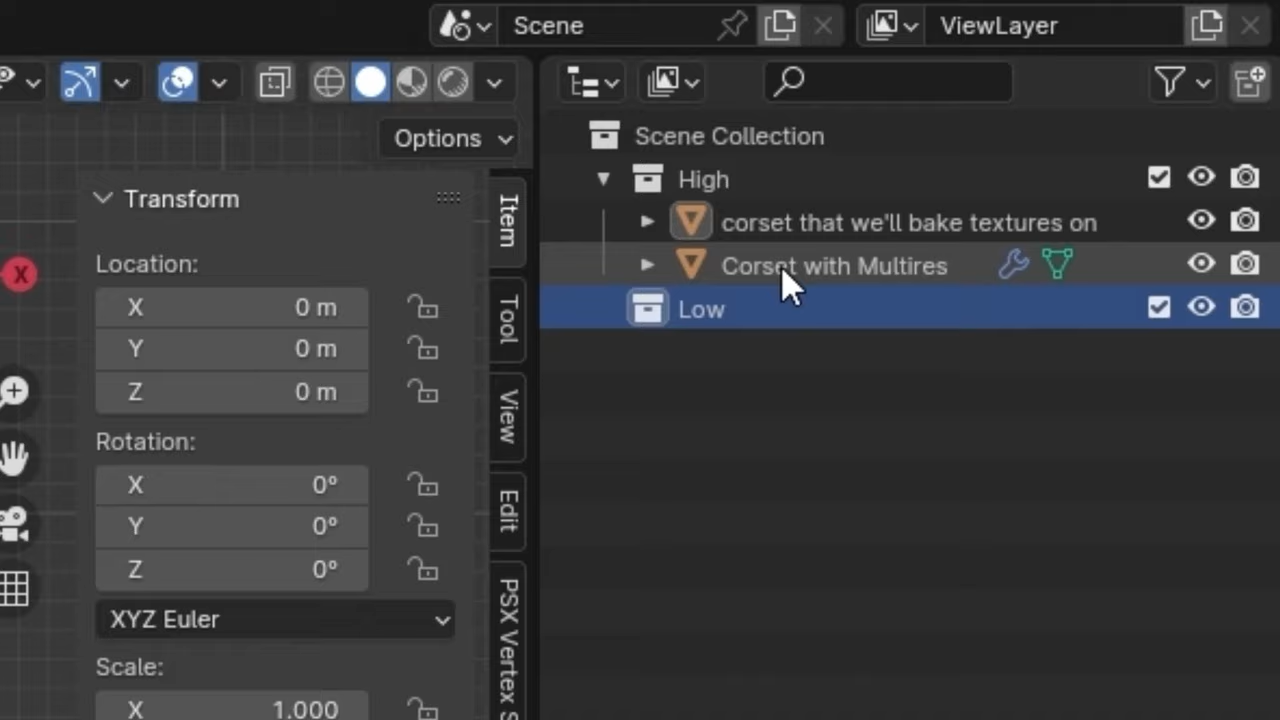 Scene
ViewLayer
Options
Scene Collection
High
corset that we'll bake textures on
Corset with Multires
Low
Transform
Location:
X 0 m
Y 0 m
Z 0 m
Rotation:
X 0°
Y 0°
Z 0°
XYZ Euler
Scale:
X 1.000
Item
Tool
View
Edit
PSX Vertex S
X